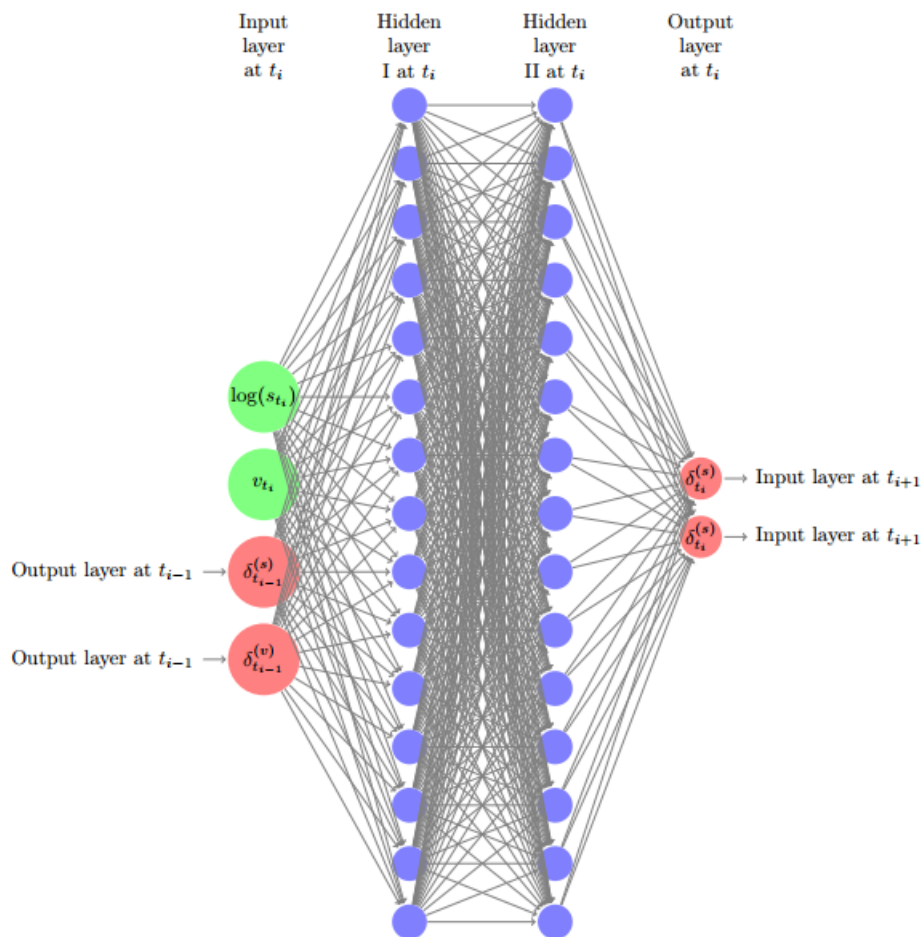 Input
layer
at t_i
Hidden
layer
I at t_i
Hidden
layer
II at t_i
Output
layer
at t_i
log(s_{t_i})
v_{t_i}
Output layer at t_{i−1}
δ^{(s)}_{t_{i−1}}
Output layer at t_{i−1}
δ^{(v)}_{t_{i−1}}
δ^{(s)}_{t_i}
Input layer at t_{i+1}
δ^{(s)}_{t_i}
Input layer at t_{i+1}